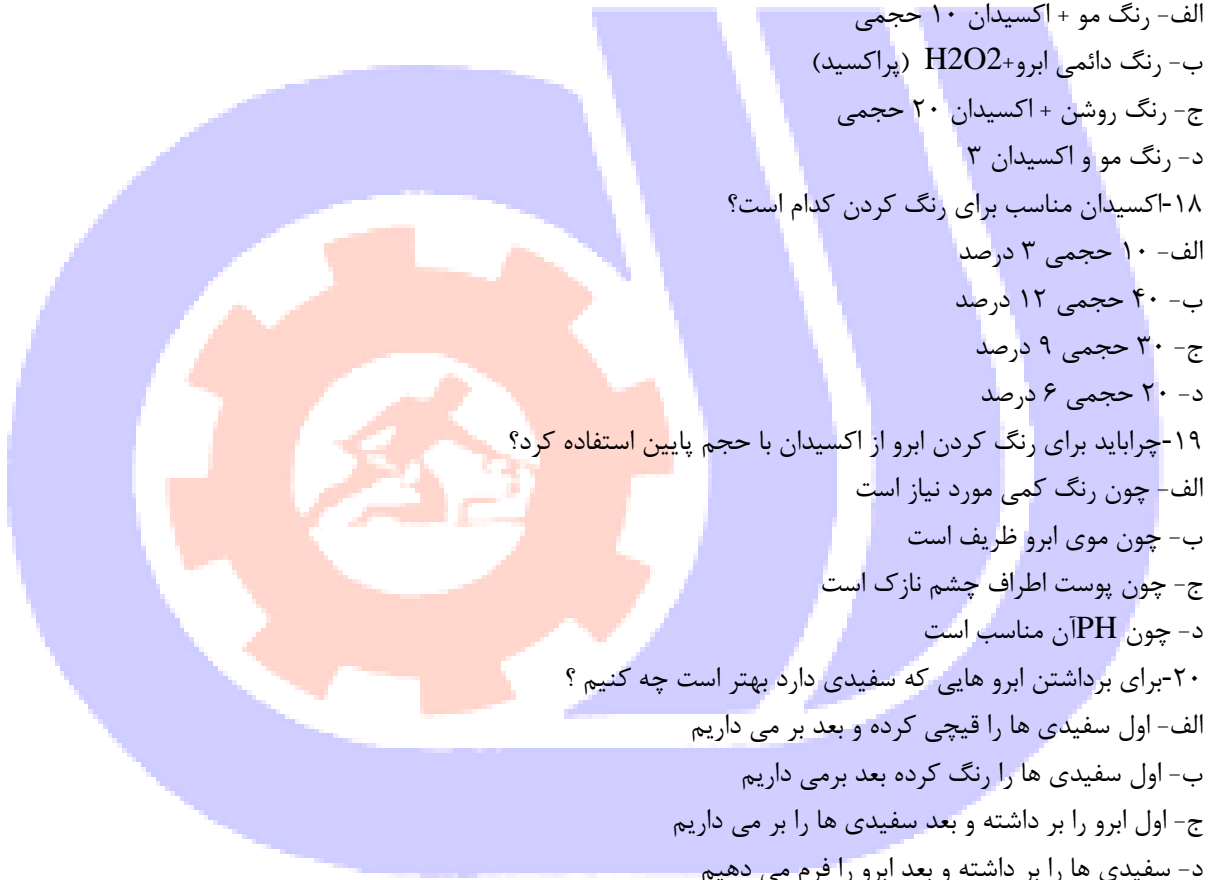 الف- رنگ مو + اکسیدان ۱۰ حجمی
ب- رنگ دائمی ابرو+H2O2 (پراکسید)
ج- رنگ روشن + اکسیدان ۲۰ حجمی
د- رنگ مو و اکسیدان ۳
۱۸-اکسیدان مناسب برای رنگ کردن کدام است؟
الف- ۱۰ حجمی ۳ درصد
ب- ۴۰ حجمی ۱۲ درصد
ج- ۳۰ حجمی ۹ درصد
د- ۲۰ حجمی ۶ درصد
۱۹-چراباید برای رنگ کردن ابرو از اکسیدان با حجم پایین استفاده کرد؟
الف- چون رنگ کمی مورد نیاز است
ب- چون موی ابرو ظریف است
ج- چون پوست اطراف چشم نازک است
د- چون PHآن مناسب است
۲۰-برای برداشتن ابرو هایی که سفیدی دارد بهتر است چه کنیم ؟
الف- اول سفیدی ها را قیچی کرده و بعد بر می داریم
ب- اول سفیدی ها را رنگ کرده بعد برمی داریم
ج- اول ابرو را بر داشته و بعد سفیدی ها را بر می داریم
د- سفیدی ها را بر داشته و بعد ابرو را فرم می دهیم